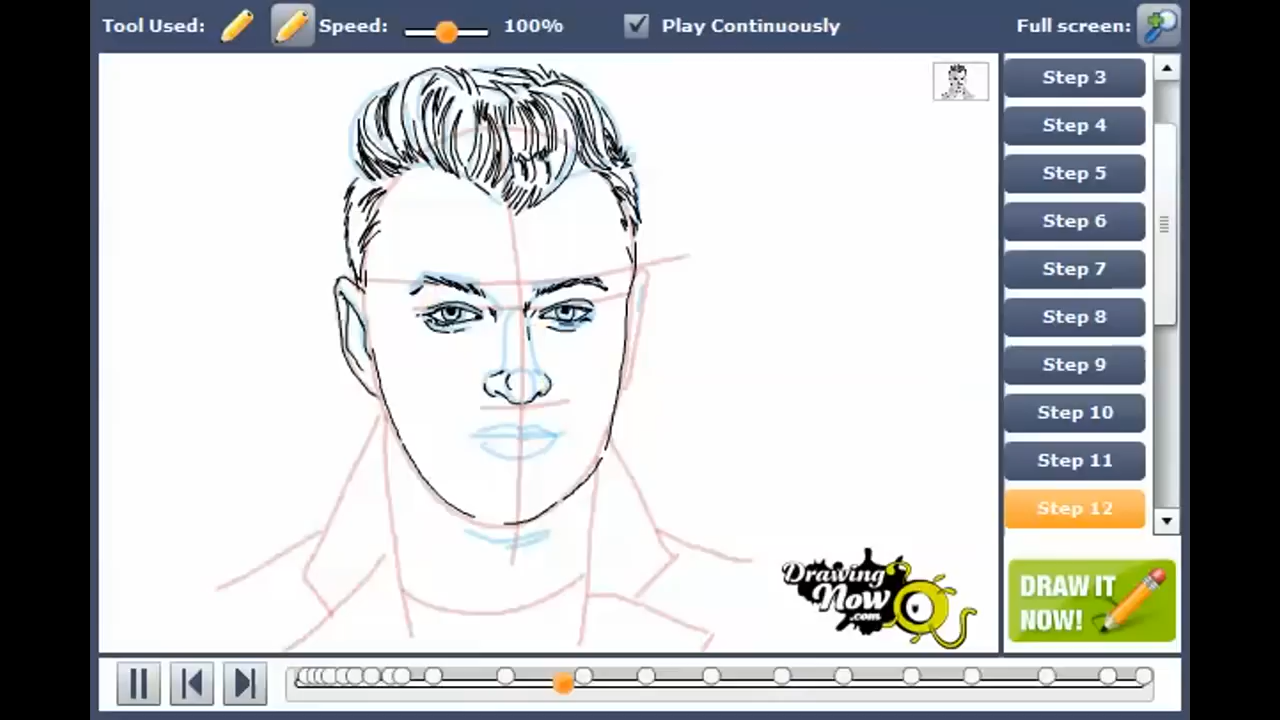 Tool Used:
Speed:
100%
Play Continuously
Full screen:
Step 3
Step 4
Step 5
Step 6
Step 7
Step 8
Step 9
Step 10
Step 11
Step 12
Drawing
Now
.com
DRAW IT
NOW!